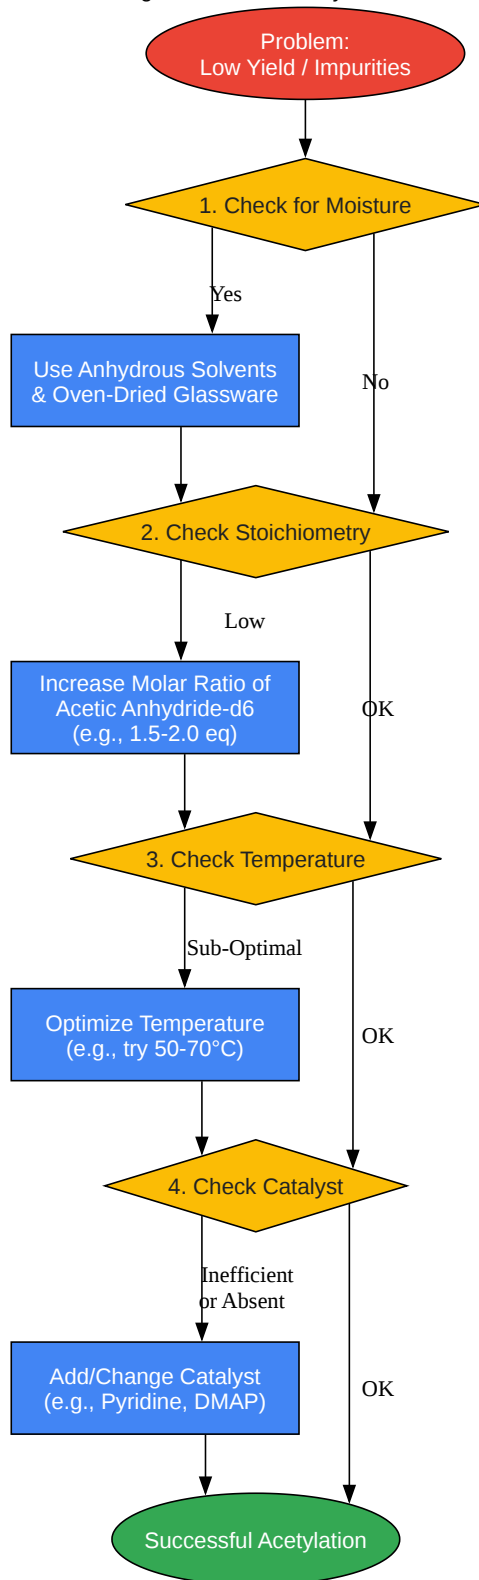 Problem:
Low Yield / Impurities
1. Check for Moisture
Yes
Use Anhydrous Solvents
& Oven-Dried Glassware
No
2. Check Stoichiometry
Low
Increase Molar Ratio of
Acetic Anhydride-d6
(e.g., 1.5-2.0 eq)
OK
3. Check Temperature
Sub-Optimal
Optimize Temperature
(e.g., try 50-70°C)
OK
4. Check Catalyst
Inefficient
or Absent
Add/Change Catalyst
(e.g., Pyridine, DMAP)
OK
Successful Acetylation